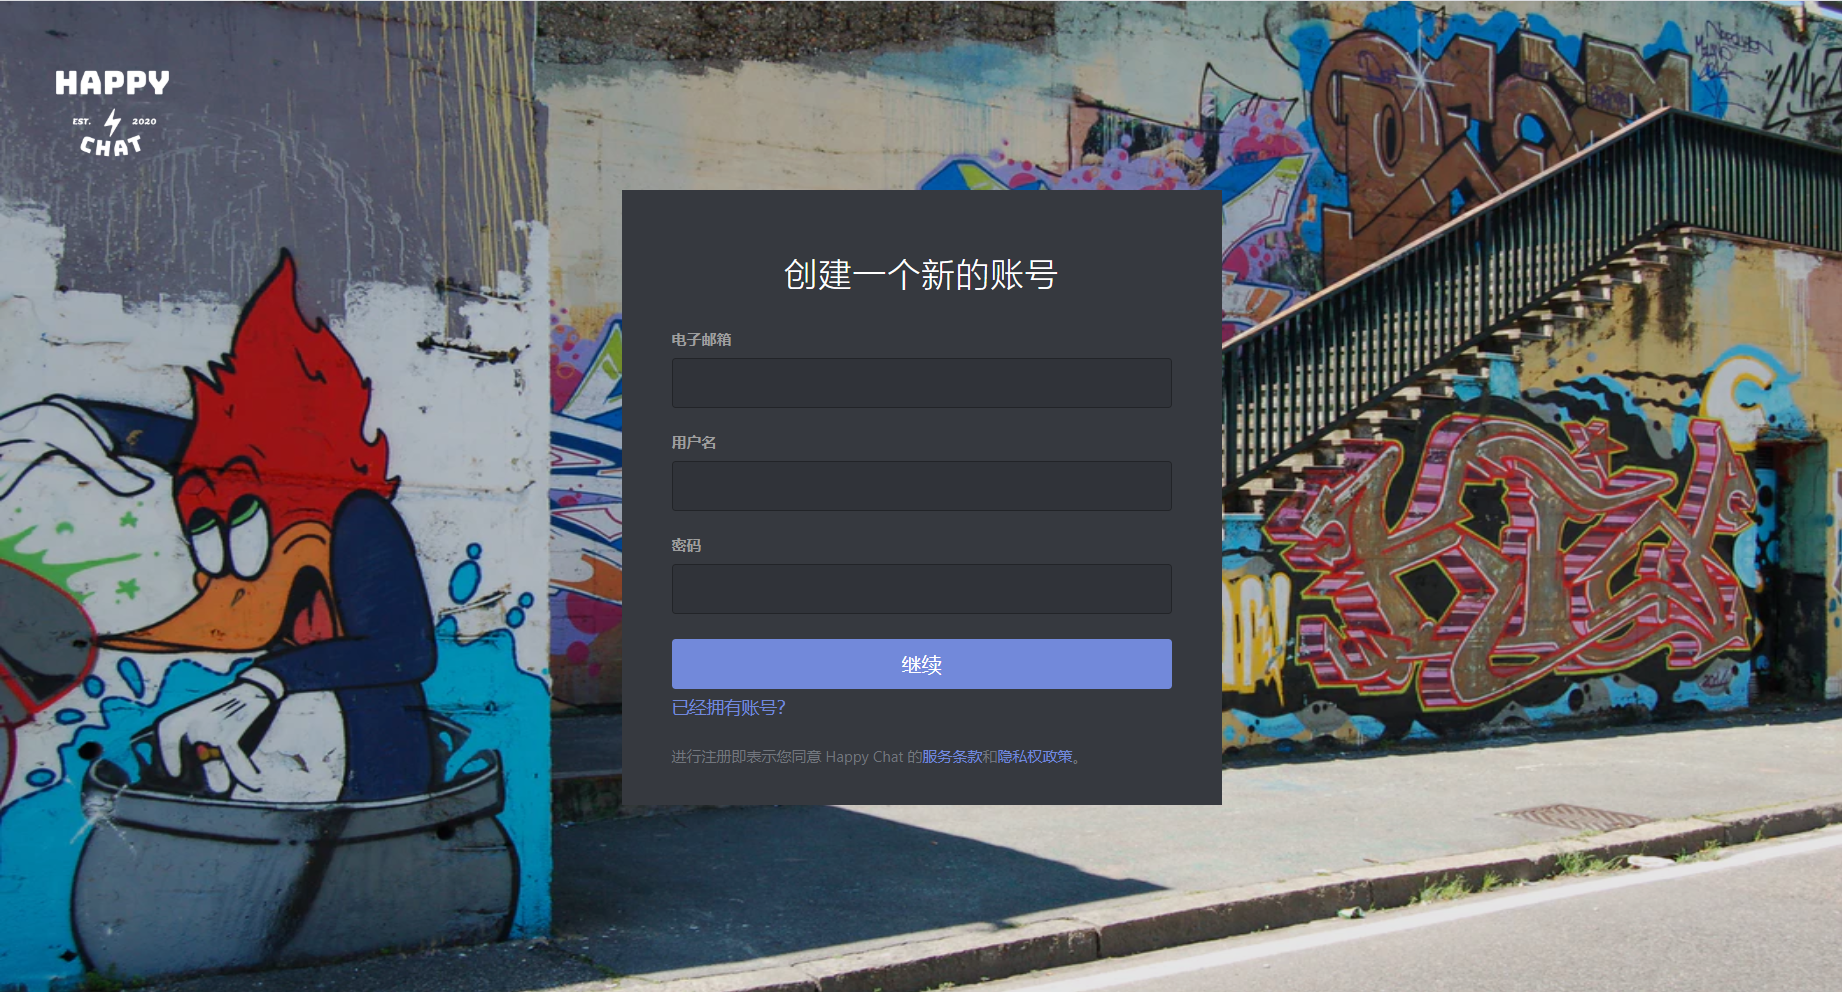 HAPPY
EST. 2020
CHAT
创建一个新的账号
电子邮箱
用户名
密码
继续
已经拥有账号?
进行注册即表示您同意 Happy Chat 的服务条款和隐私权政策。